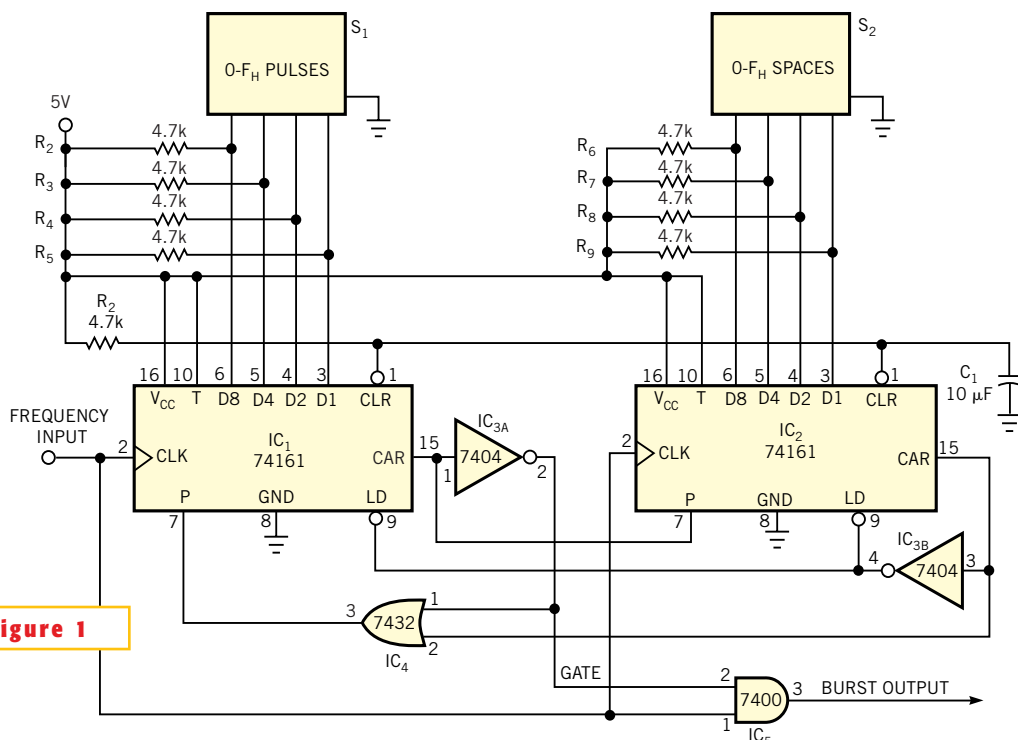 S1
0-FH PULSES
S2
0-FH SPACES
5V
R2 4.7k
R3 4.7k
R4 4.7k
R5 4.7k
R6 4.7k
R7 4.7k
R8 4.7k
R9 4.7k
R2
4.7k
C1
10 µF
16 10 6 5 4 3 1
VCC T D8 D4 D2 D1 CLR
FREQUENCY
INPUT
2 CLK
IC1
74161
CAR 15
P GND LD
7 8 9
IC3A
1 7404 2
16 10 6 5 4 3 1
VCC T D8 D4 D2 D1 CLR
2 CLK
IC2
74161
CAR 15
P GND LD
7 8 9
IC3B
4 7404 3
3 7432 1
2
IC4
igure 1
GATE
2
7400 3 BURST OUTPUT
1